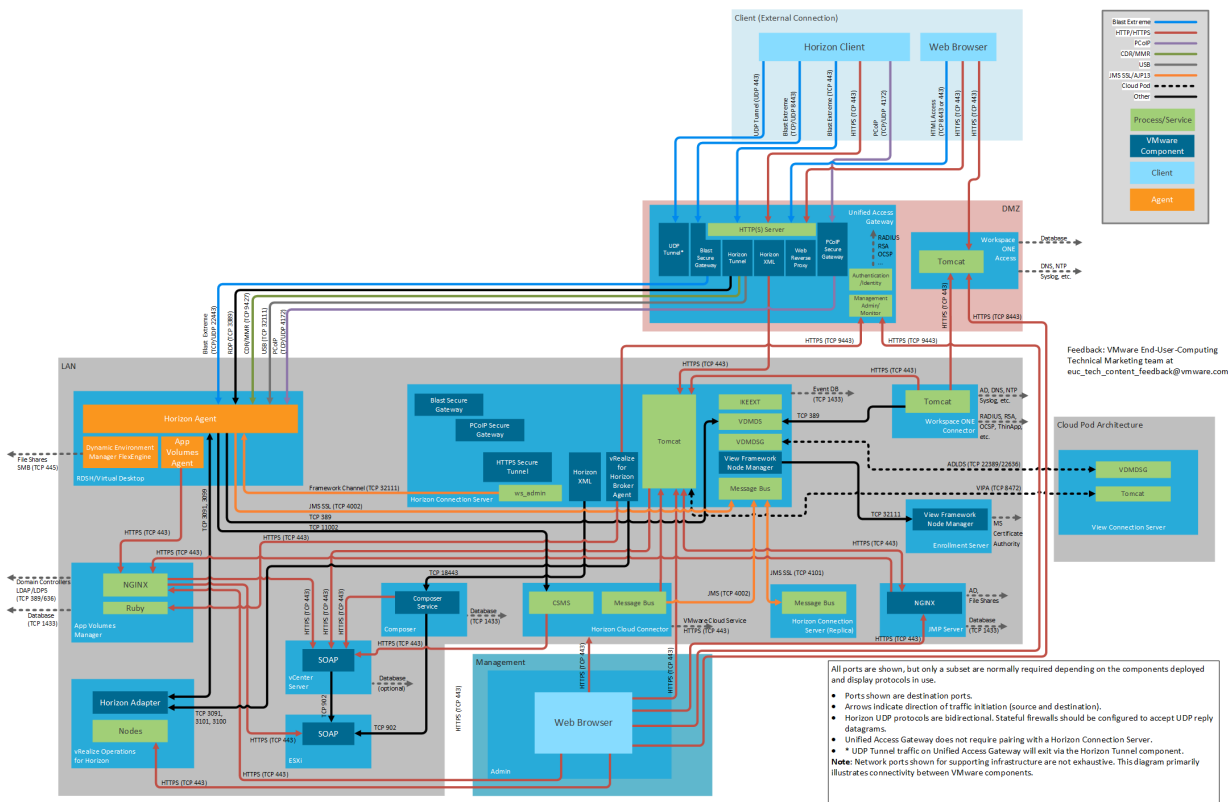 Client (External Connection)
Horizon Client
Web Browser
UDP Tunnel (UDP 443)
Blast Extreme
(TCP/UDP 8443)
Blast Extreme (TCP 443)
HTTPS (TCP 443)
PCoIP
(TCP/UDP 4172)
HTML Access
(TCP 8443 or 443)
HTTPS (TCP 443)
HTTPS (TCP 443)
Blast Extreme
HTTP/HTTPS
PCoIP
CDR/MMR
USB
JMS SSL/AJP13
Cloud Pod
Other
Process/Service
VMware
Component
Client
Agent
DMZ
Unified Access
Gateway
HTTP(S) Server
UDP
Tunnel*
Blast
Secure
Gateway
Horizon
Tunnel
Horizon
XML
Web
Reverse
Proxy
PCoIP
Secure
Gateway
RADIUS
RSA
OCSP
...
Authentication
/Identity
Management
Admin/
Monitor
Workspace
ONE
Access
Tomcat
Database
DNS, NTP
Syslog, etc.
HTTPS (TCP 443)
HTTPS (TCP 8443)
HTTPS (TCP 9443)
HTTPS (TCP 9443)
Blast Extreme
(TCP/UDP 22443)
RDP (TCP 3389)
CDR/MMR (TCP 9427)
USB (TCP 32111)
PCoIP
(TCP/UDP 4172)
HTTPS (TCP 443)
HTTPS (TCP 443)
Feedback: VMware End-User-Computing
Technical Marketing team at
euc_tech_content_feedback@vmware.com
LAN
Horizon Agent
Dynamic Environment
Manager FlexEngine
App
Volumes
Agent
RDSH/Virtual Desktop
File Shares
SMB (TCP 445)
Blast Secure
Gateway
PCoIP Secure
Gateway
HTTPS Secure
Tunnel
ws_admin
Horizon Connection Server
Horizon
XML
vRealize
for
Horizon
Broker
Agent
Tomcat
IKEEXT
VDMDS
VDMDSG
View Framework
Node Manager
Message Bus
Event DB
(TCP 1433)
TCP 389
Tomcat
Workspace ONE
Connector
AD, DNS, NTP
Syslog, etc.
RADIUS, RSA,
OCSP, ThinApp,
etc.
Cloud Pod Architecture
VDMDSG
Tomcat
View Connection Server
ADLDS (TCP 22389/22636)
VIPA (TCP 8472)
Framework Channel (TCP 32111)
JMS SSL (TCP 4002)
TCP 389
TCP 11002
TCP 3091, 3099
TCP 32111
View Framework
Node Manager
Enrollment Server
MS
Certificate
Authority
HTTPS (TCP 443)
HTTPS (TCP 443)
HTTPS (TCP 443)
HTTPS (TCP 443)
HTTPS (TCP 443)
TCP 18443
JMS SSL (TCP 4101)
Domain Controllers
LDAP/LDPS
(TCP 389/636)
Database
(TCP 1433)
NGINX
Ruby
App Volumes
Manager
HTTPS (TCP 443)
HTTPS (TCP 443)
HTTPS (TCP 443)
Composer
Service
Composer
Database
(TCP 1433)
CSMS
Message Bus
Horizon Cloud Connector
JMS (TCP 4002)
VMware Cloud Service
HTTPS (TCP 443)
Message Bus
Horizon Connection
Server (Replica)
NGINX
JMP Server
AD,
File Shares
Database
(TCP 1433)
HTTPS (TCP 443)
HTTPS (TCP 443)
SOAP
vCenter
Server
Database
(optional)
TCP
902
TCP 902
SOAP
ESXi
HTTPS (TCP 443)
Horizon Adapter
Nodes
vRealize Operations
for Horizon
TCP 3091,
3101, 3100
HTTPS (TCP 443)
HTTPS (TCP 443)
HTTPS (TCP 443)
HTTPS (TCP 443)
HTTPS (TCP 443)
Management
Web Browser
Admin
All ports are shown, but only a subset are normally required depending on the components deployed
and display protocols in use.
• Ports shown are destination ports.
• Arrows indicate direction of traffic initiation (source and destination).
• Horizon UDP protocols are bidirectional. Stateful firewalls should be configured to accept UDP reply
datagrams.
• Unified Access Gateway does not require pairing with a Horizon Connection Server.
• * UDP Tunnel traffic on Unified Access Gateway will exit via the Horizon Tunnel component.
Note: Network ports shown for supporting infrastructure are not exhaustive. This diagram primarily
illustrates connectivity between VMware components.